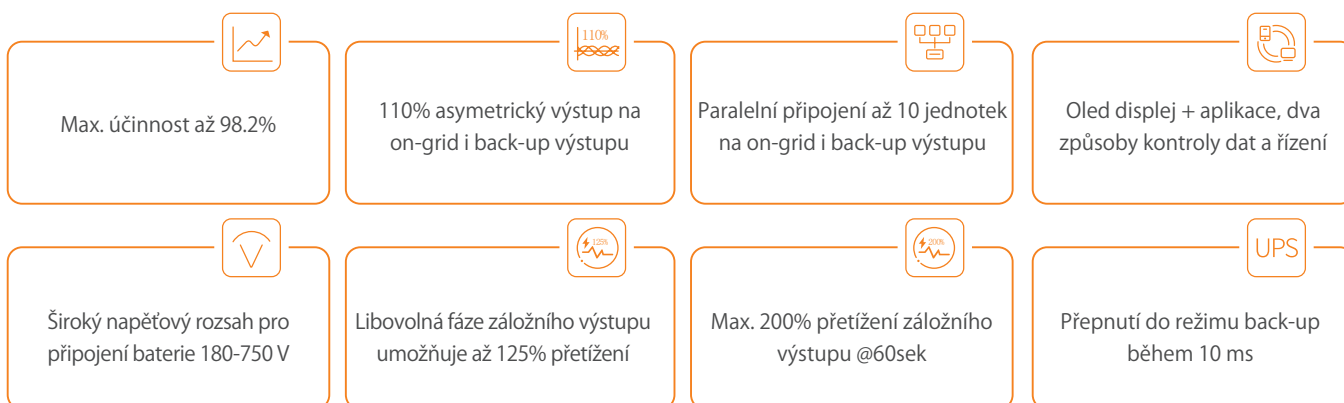 110%
Max. účinnost až 98.2%
110% asymetrický výstup na
on-grid i back-up výstupu
Paralelní připojení až 10 jednotek
na on-grid i back-up výstupu
Oled displej + aplikace, dva
způsoby kontroly dat a řízení
125%
200%
UPS
Široký napěťový rozsah pro
připojení baterie 180-750 V
Libovolná fáze záložního výstupu
umožňuje až 125% přetížení
Max. 200% přetížení záložního
výstupu @60sek
Přepnutí do režimu back-up
během 10 ms